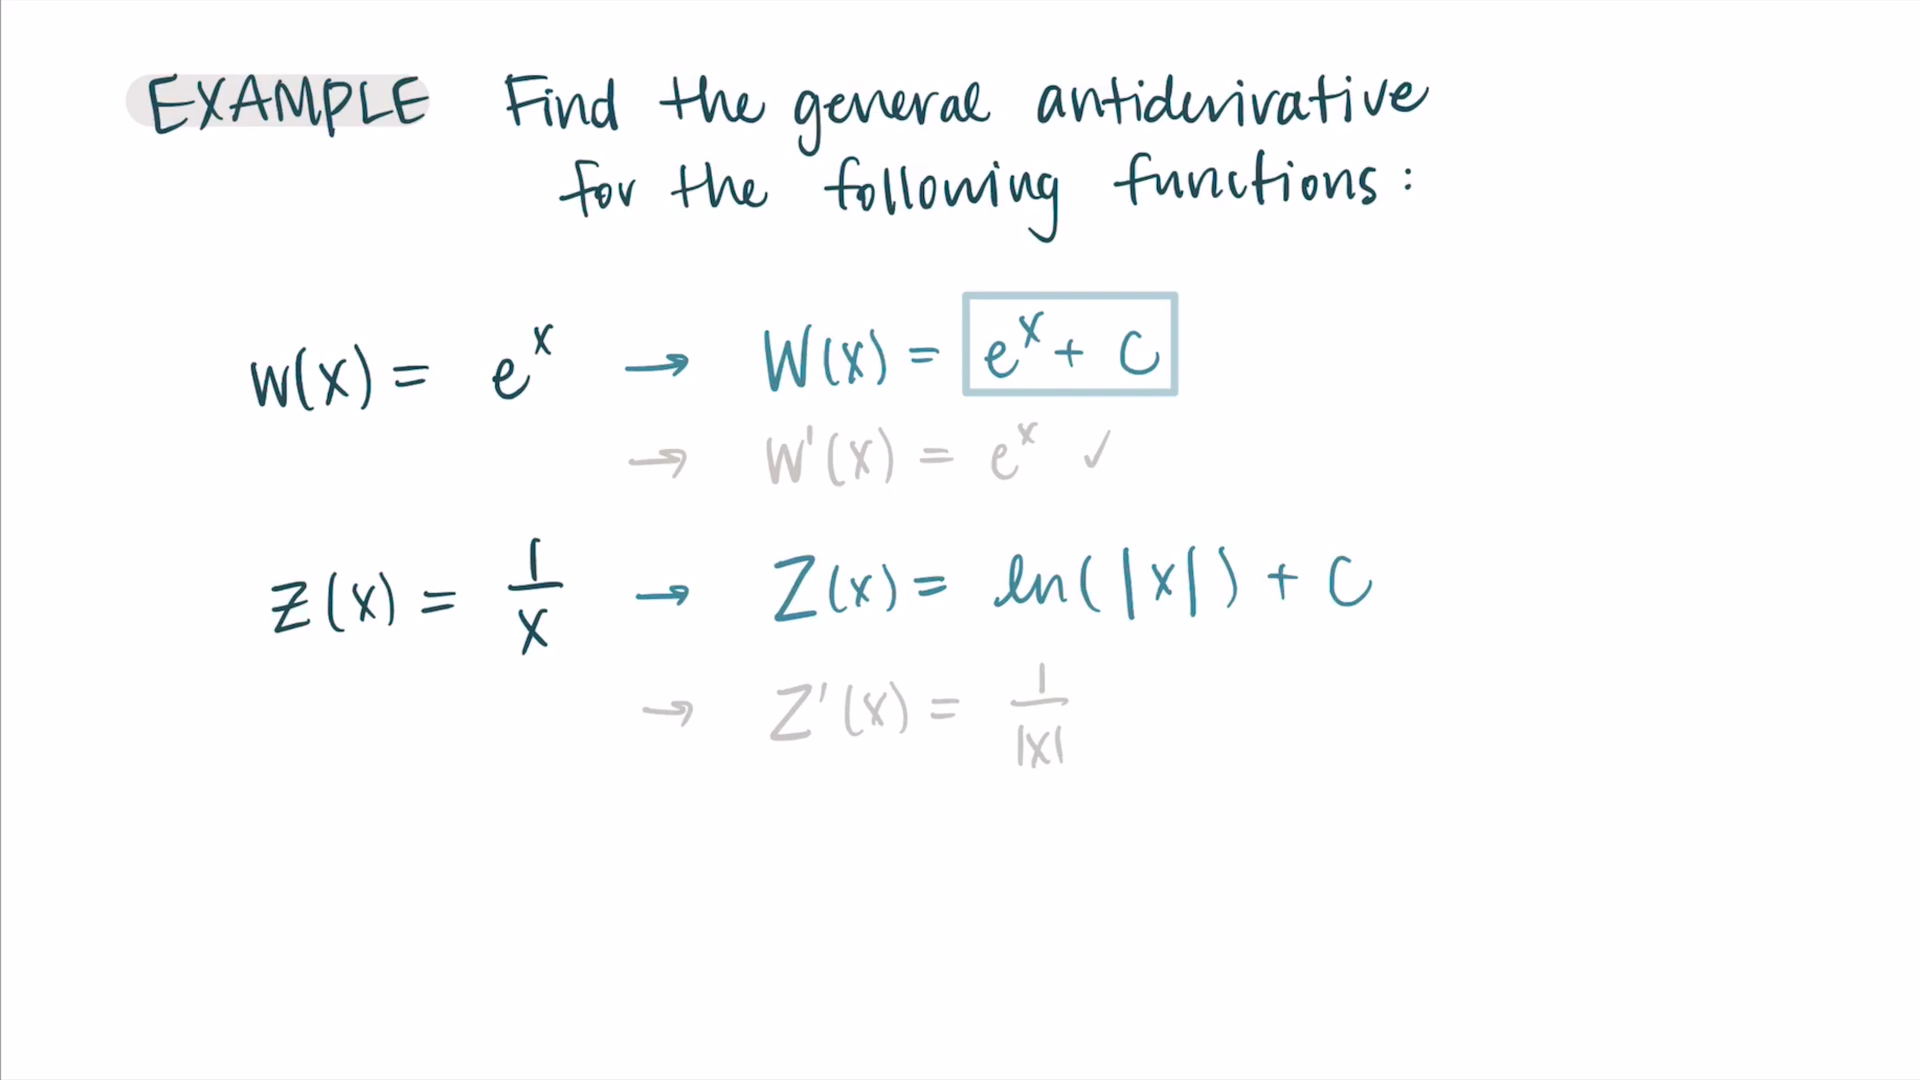 EXAMPLE Find the general antiderivative
for the following functions:
w(x) = e^x → W(x) = e^x + C
→ W'(x) = e^x ✓
z(x) = 1/x → Z(x) = ln(|x|) + C
→ Z'(x) = 1/|x|